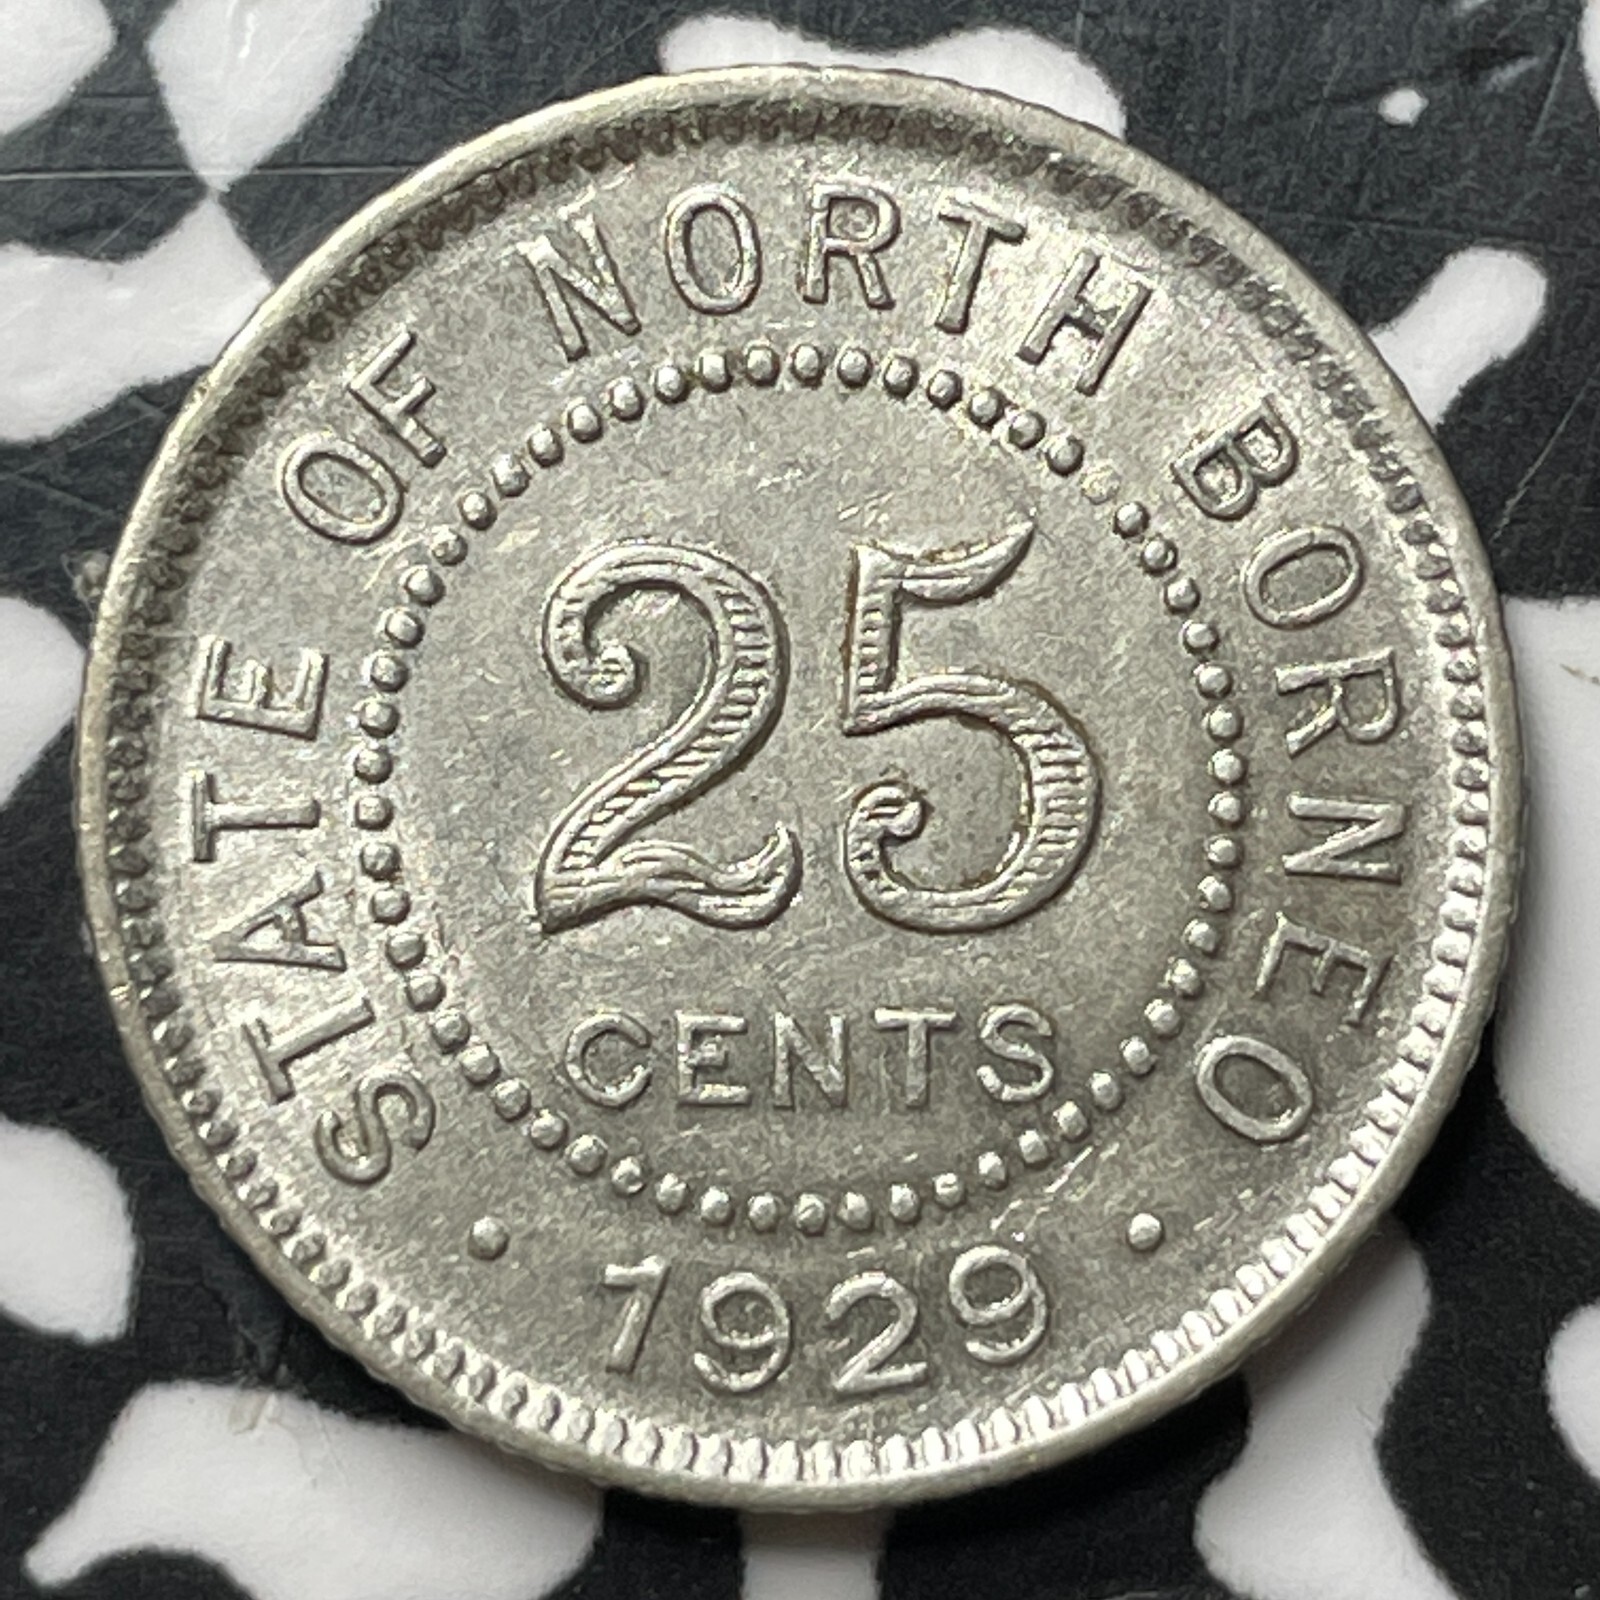 STATE OF NORTH BORNEO
25
CENTS
• 1929 •